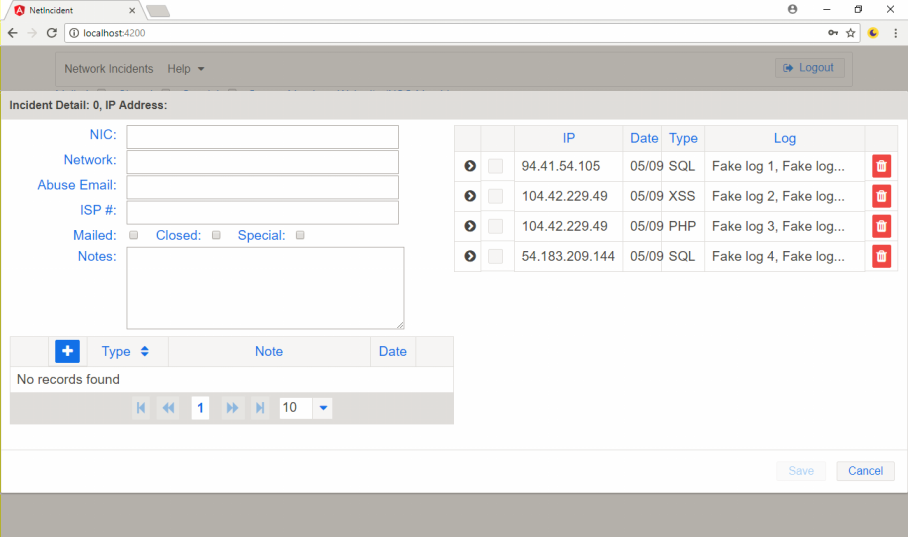 NetIncident
localhost:4200
Network Incidents Help Logout
Incident Detail: 0, IP Address:
NIC:
Network:
Abuse Email:
ISP #:
Mailed: Closed: Special:
Notes:
Type Note Date
No records found
1 10
IP Date Type Log
94.41.54.105 05/09 SQL Fake log 1, Fake log...
104.42.229.49 05/09 XSS Fake log 2, Fake log...
104.42.229.49 05/09 PHP Fake log 3, Fake log...
54.183.209.144 05/09 SQL Fake log 4, Fake log...
Save Cancel